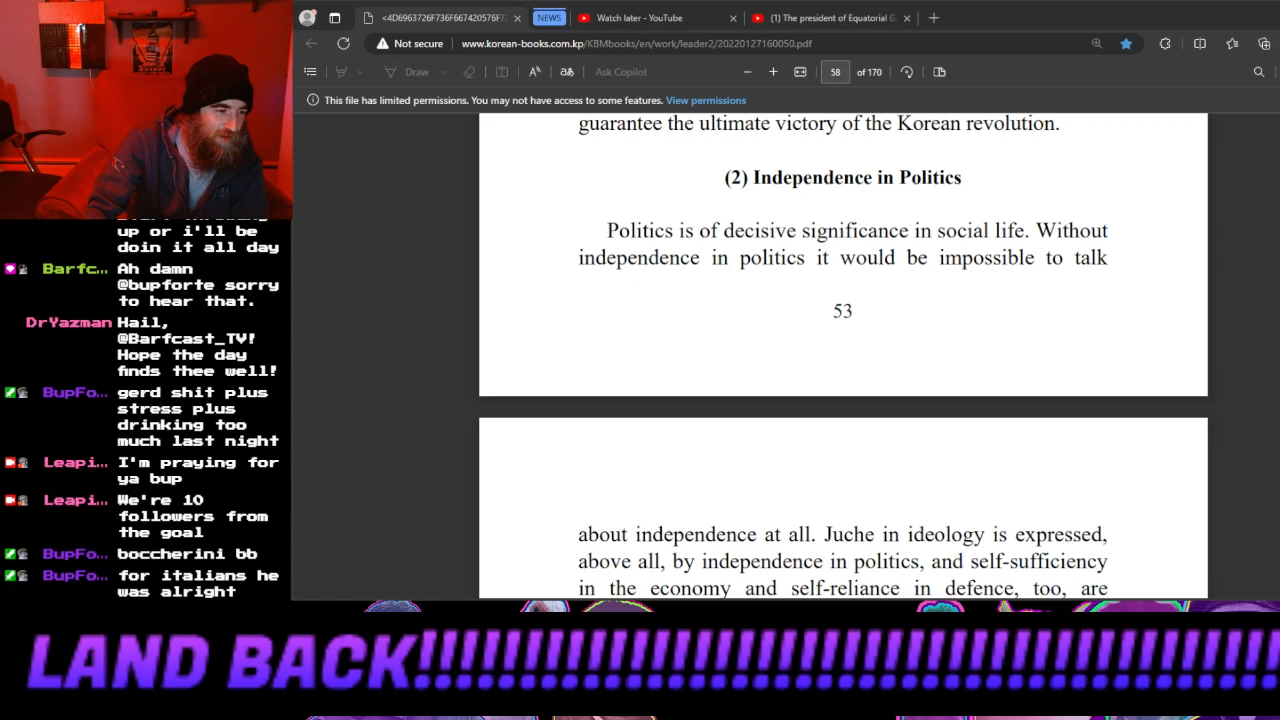 <4D6963726F736F667420576F7
NEWS
Watch later - YouTube
(1) The president of Equatorial G
Not secure
www.korean-books.com.kp/KBMbooks/en/work/leader2/20220127160050.pdf
Draw
Ask Copilot
58
of 170
This file has limited permissions. You may not have access to some features. View permissions
guarantee the ultimate victory of the Korean revolution.
(2) Independence in Politics
Politics is of decisive significance in social life. Without
independence in politics it would be impossible to talk
53
about independence at all. Juche in ideology is expressed,
above all, by independence in politics, and self-sufficiency
in the economy and self-reliance in defence, too, are
up or i'll be
doin it all day
Barfc... Ah damn
@bupforte sorry
to hear that.
DrYazman Hail,
@Barfcast_TV!
Hope the day
finds thee well!
BupFo... gerd shit plus
stress plus
drinking too
much last night
Leapi... I'm praying for
ya bup
Leapi... We're 10
followers from
the goal
BupFo... boccherini bb
BupFo... for italians he
was alright
LAND BACK!!!!!!!!!!!!!!!!!!!!!!!!!!!!!!!!!!!!!!!!!!!!